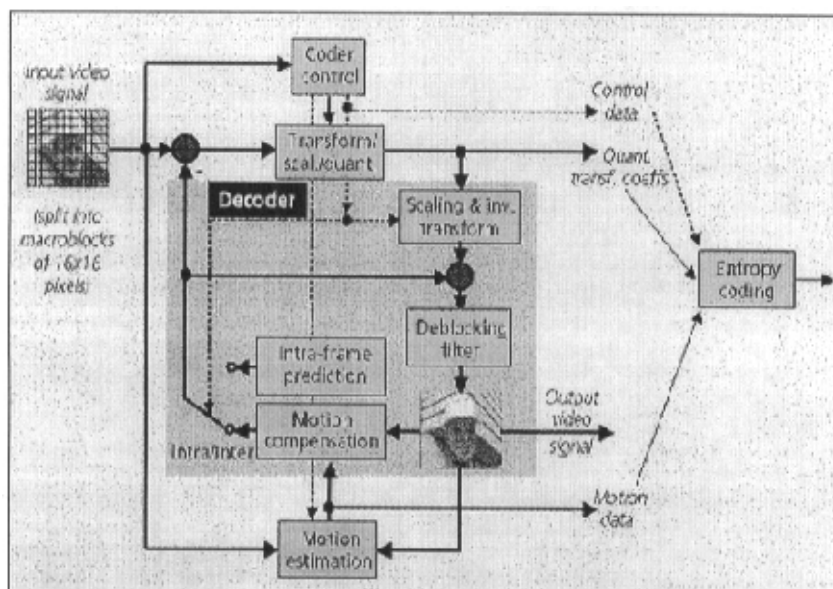 Input video
signal
(split into
macroblocks
of 16x16
pixels)
Coder
control
Transform/
scal./quant
Decoder
Scaling & inv.
transform
Deblocking
filter
Intra-frame
prediction
Motion
compensation
Intra/Inter
Motion
estimation
Control
data
Quant.
transf. coeffs
Output
video
signal
Motion
data
Entropy
coding